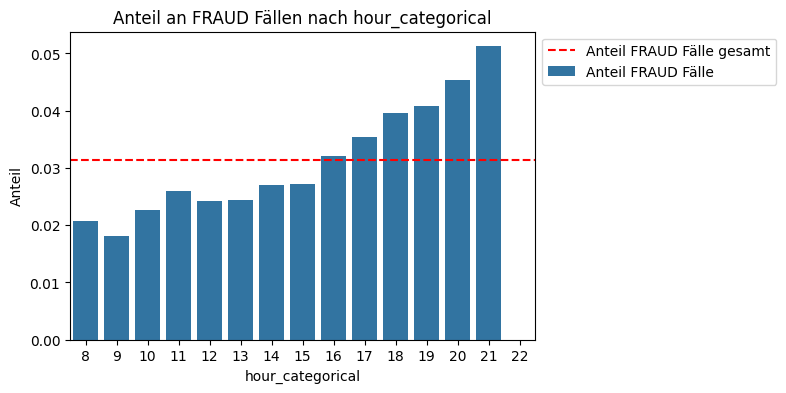 Anteil an FRAUD Fällen nach hour_categorical
0.05
0.04
0.03
0.02
0.01
0.00
Anteil
8 9 10 11 12 13 14 15 16 17 18 19 20 21 22
hour_categorical
Anteil FRAUD Fälle gesamt
Anteil FRAUD Fälle